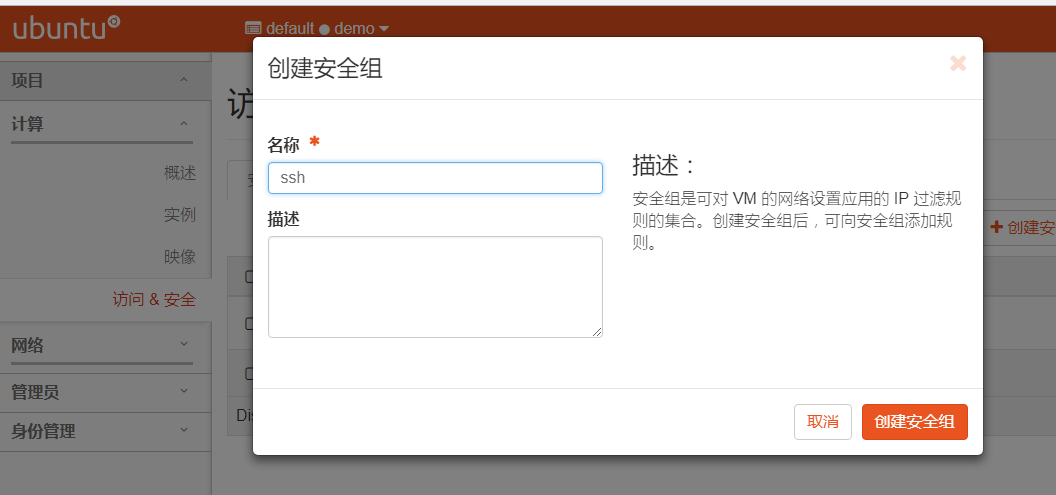 ubuntu
default ● demo
项目
计算
概述
实例
映像
访问 & 安全
网络
管理员
身份管理
访
创建安
Dis
创建安全组
名称 *
ssh
描述
描述：
安全组是可对 VM 的网络设置应用的 IP 过滤规
则的集合。创建安全组后，可向安全组添加规
则。
取消
创建安全组